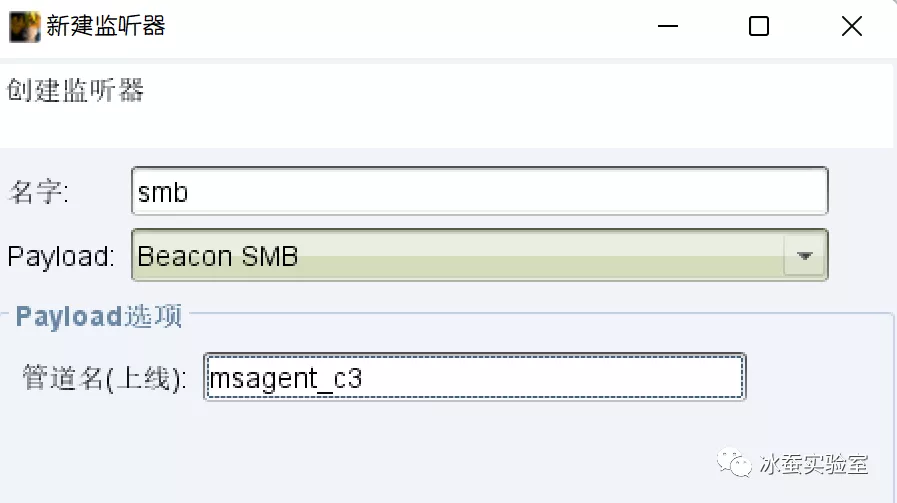 新建监听器
创建监听器
名字: smb
Payload: Beacon SMB
Payload选项
管道名(上线): msagent_c3
冰蚕实验室